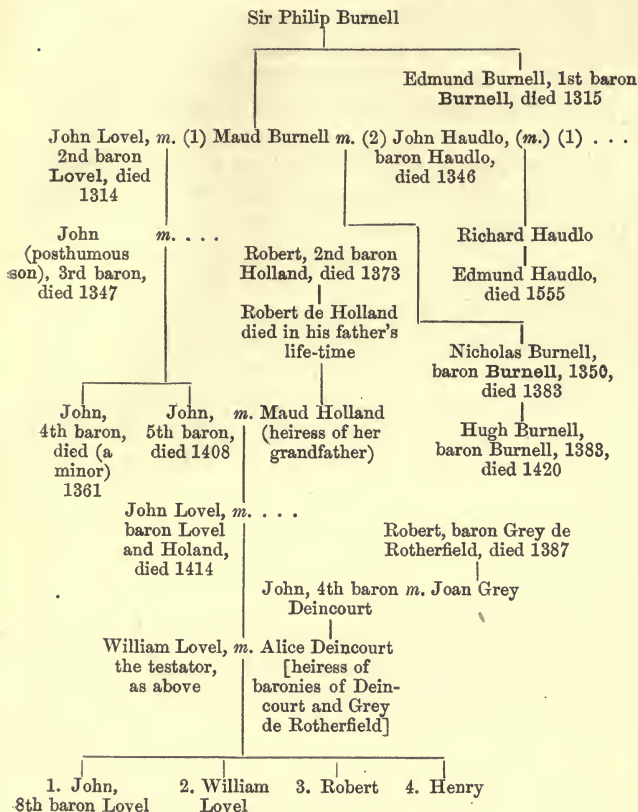 Sir Philip Burnell
Edmund Burnell, 1st baron
Burnell, died 1315
John Lovel, m. (1) Maud Burnell m. (2) John Haudlo, (m.) (1) . . .
2nd baron
Lovel, died
1314
baron Haudlo,
died 1346
John m. . . .
(posthumous
son), 3rd baron,
died 1347
Robert, 2nd baron
Holland, died 1373
Richard Haudlo
Edmund Haudlo,
died 1555
Robert de Holland
died in his father's
life-time
Nicholas Burnell,
baron Burnell, 1350,
died 1383
John,
4th baron,
died (a
minor)
1361
John, m. Maud Holland
5th baron,
died 1408
(heiress of her
grandfather)
Hugh Burnell,
baron Burnell, 1383,
died 1420
John Lovel, m. . . .
baron Lovel
and Holand,
died 1414
Robert, baron Grey de
Rotherfield, died 1387
John, 4th baron m. Joan Grey
Deincourt
William Lovel, m. Alice Deincourt
the testator,
as above
[heiress of
baronies of Dein-
court and Grey
de Rotherfield]
1. John,
8th baron Lovel
2. William
Lovel
3. Robert
4. Henry